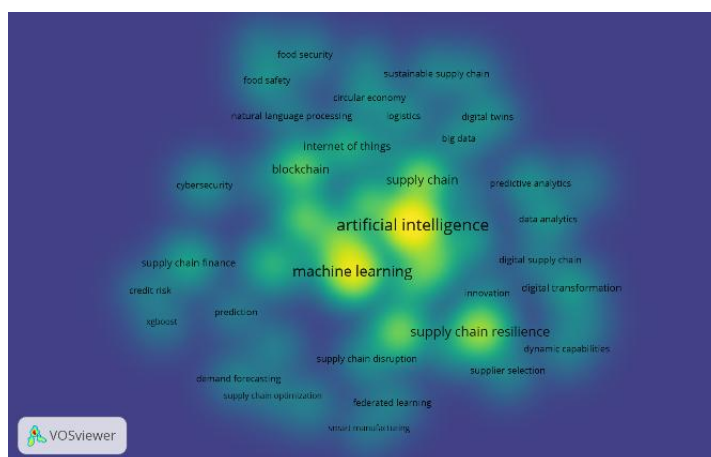 food security
food safety
sustainable supply chain
circular economy
natural language processing
logistics
digital twins
big data
internet of things
blockchain
supply chain
cybersecurity
predictive analytics
artificial intelligence
data analytics
supply chain finance
machine learning
digital supply chain
credit risk
innovation
digital transformation
xgboost
prediction
supply chain resilience
supply chain disruption
dynamic capabilities
demand forecasting
supplier selection
supply chain optimization
federated learning
smart manufacturing
VOSviewer